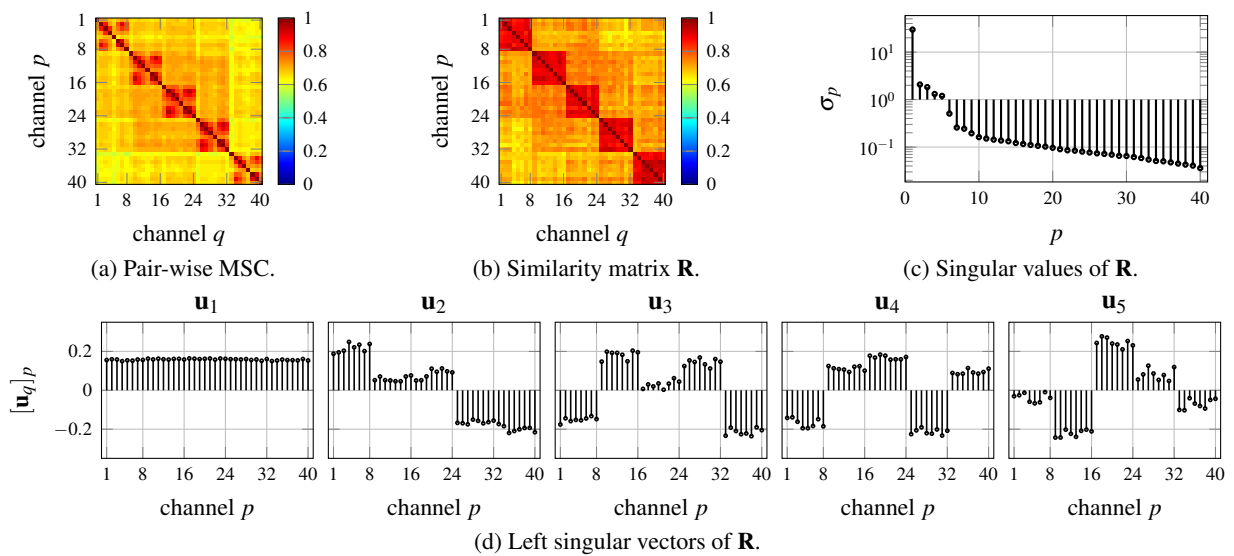 1
8
16
24
32
40
channel p
1 8 16 24 32 40
channel q
1
0.8
0.6
0.4
0.2
0
(a) Pair-wise MSC.
1
8
16
24
32
40
channel p
1 8 16 24 32 40
channel q
1
0.8
0.6
0.4
0.2
0
(b) Similarity matrix R.
10¹
10⁰
10⁻¹
σₚ
0 10 20 30 40
p
(c) Singular values of R.
u₁ u₂ u₃ u₄ u₅
[u_q]ₚ
0.2
0
−0.2
1 8 16 24 32 40 1 8 16 24 32 40 1 8 16 24 32 40 1 8 16 24 32 40 1 8 16 24 32 40
channel p channel p channel p channel p channel p
(d) Left singular vectors of R.